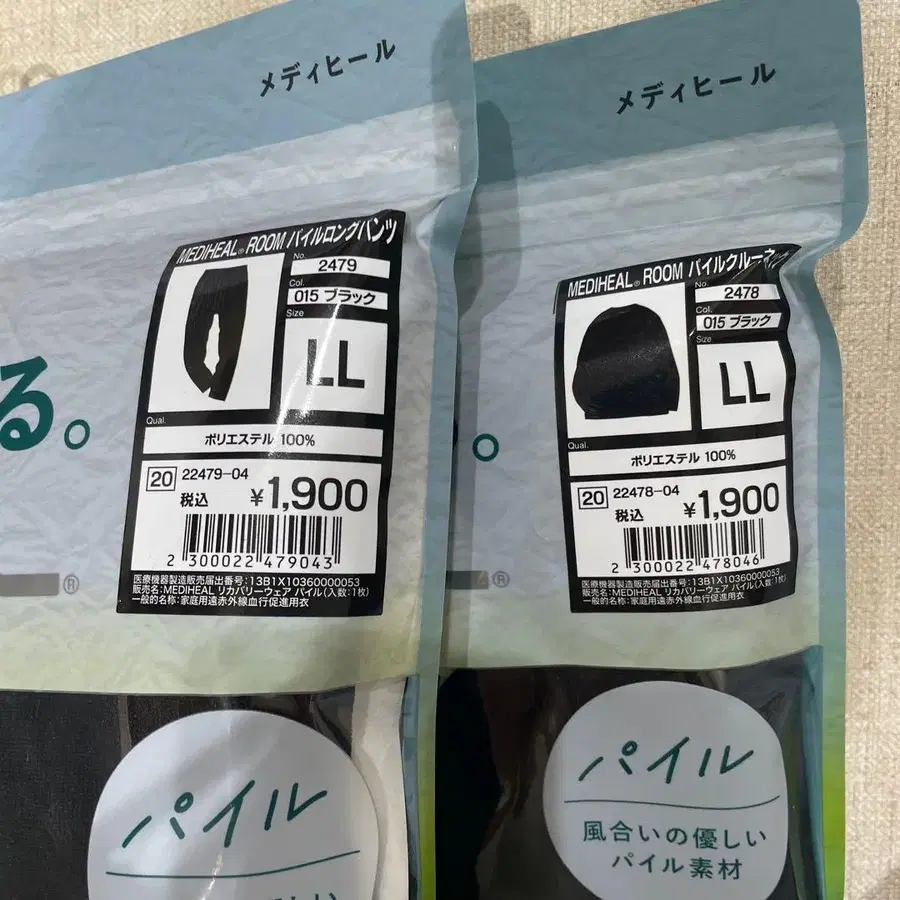 メディヒール
る。
MEDIHEAL® ROOM パイルロングパンツ
No.
2479
Col.
015 ブラック
Size
LL
Qual.
ポリエステル 100%
20 22479-04
税込 ¥1,900
2 300022 479043
医療機器製造販売届出番号:13B1X10360000053
販売名:MEDIHEAL リカバリーウェア パイル(入数:1枚)
一般的名称:家庭用遠赤外線血行促進用衣
®
パイル
メディヒール
。
MEDIHEAL® ROOM パイルクルーネ
No.
2478
Col.
015 ブラック
Size
LL
Qual.
ポリエステル 100%
20 22478-04
税込 ¥1,900
2 300022 478046
医療機器製造販売届出番号:13B1X10360000053
販売名:MEDIHEAL リカバリーウェア パイル(入数:1枚)
一般的名称:家庭用遠赤外線血行促進用衣
®
パイル
風合いの優しい
パイル素材